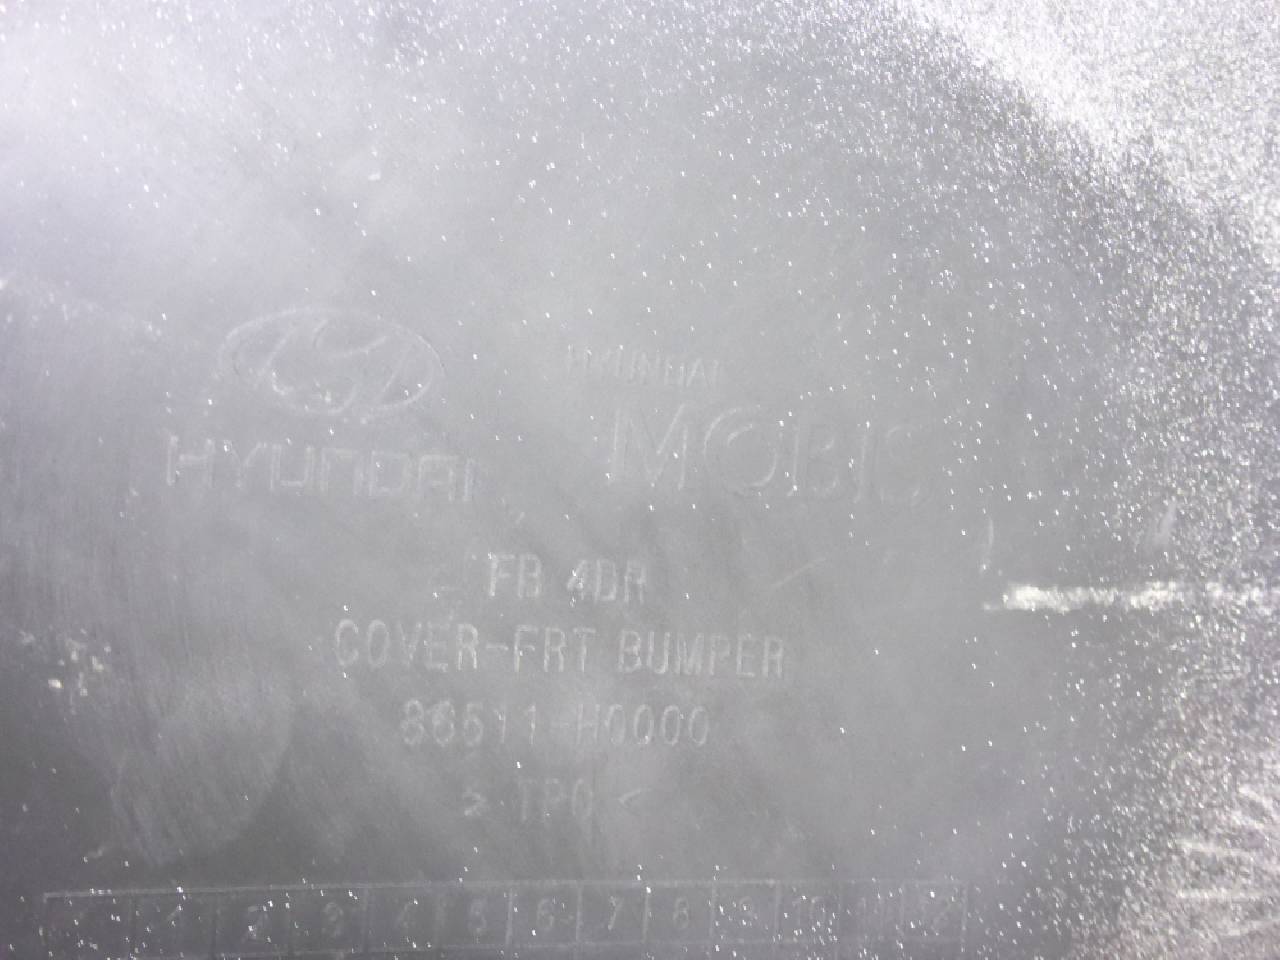 HYUNDAI
HYUNDAI
MOBIS
FB 4DR
COVER-FRT BUMPER
86511-H0000
> TPO <
1 2 3 4 5 6 7 8 9 10 11 12